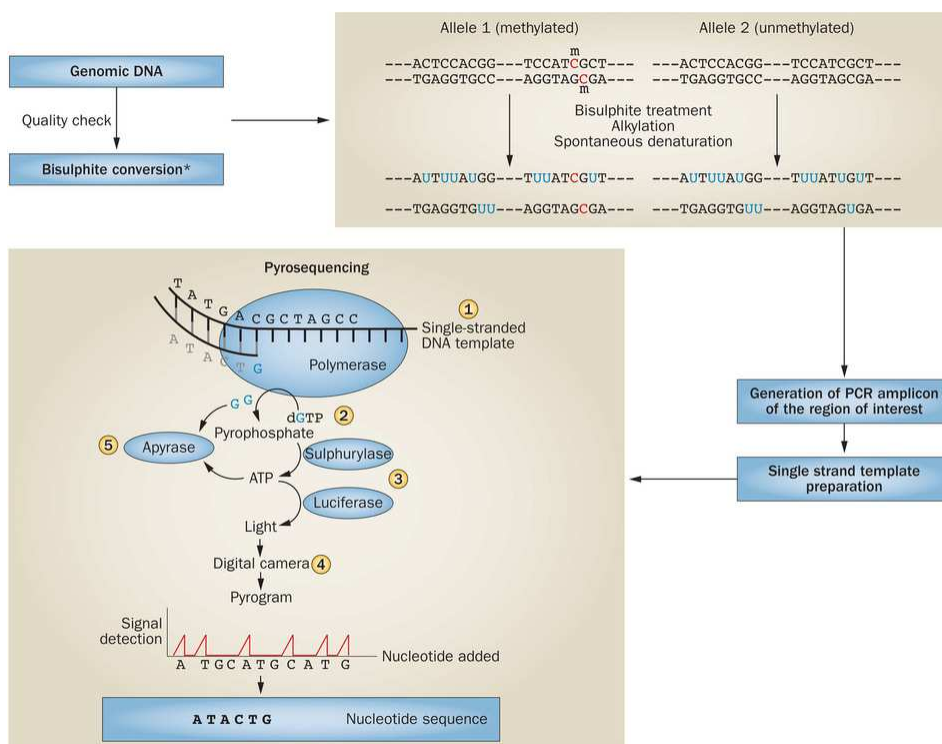 Allele 1 (methylated)
Allele 2 (unmethylated)
m
---ACTCCACGG---TCCATCGCT---
---TGAGGTGCC---AGGTAGCGA---
m
---ACTCCACGG---TCCATCGCT---
---TGAGGTGCC---AGGTAGCGA---
Genomic DNA
Quality check
Bisulphite conversion*
Bisulphite treatment
Alkylation
Spontaneous denaturation
---AUTUUAUGG---TUUATCGUT---
---TGAGGTGUU---AGGTAGCGA---
---AUTUUAUGG---TUUATUGUT---
---TGAGGTGUU---AGGTAGUGA---
Generation of PCR amplicon
of the region of interest
Single strand template
preparation
Pyrosequencing
T A T G A C G C T A G C C
1
Single-stranded
DNA template
A T A C T G
Polymerase
G G
dGTP
2
Pyrophosphate
5
Apyrase
Sulphurylase
ATP
3
Luciferase
Light
Digital camera
4
Pyrogram
Signal
detection
Nucleotide added
A T G C A T G C A T G
A T A C T G
Nucleotide sequence